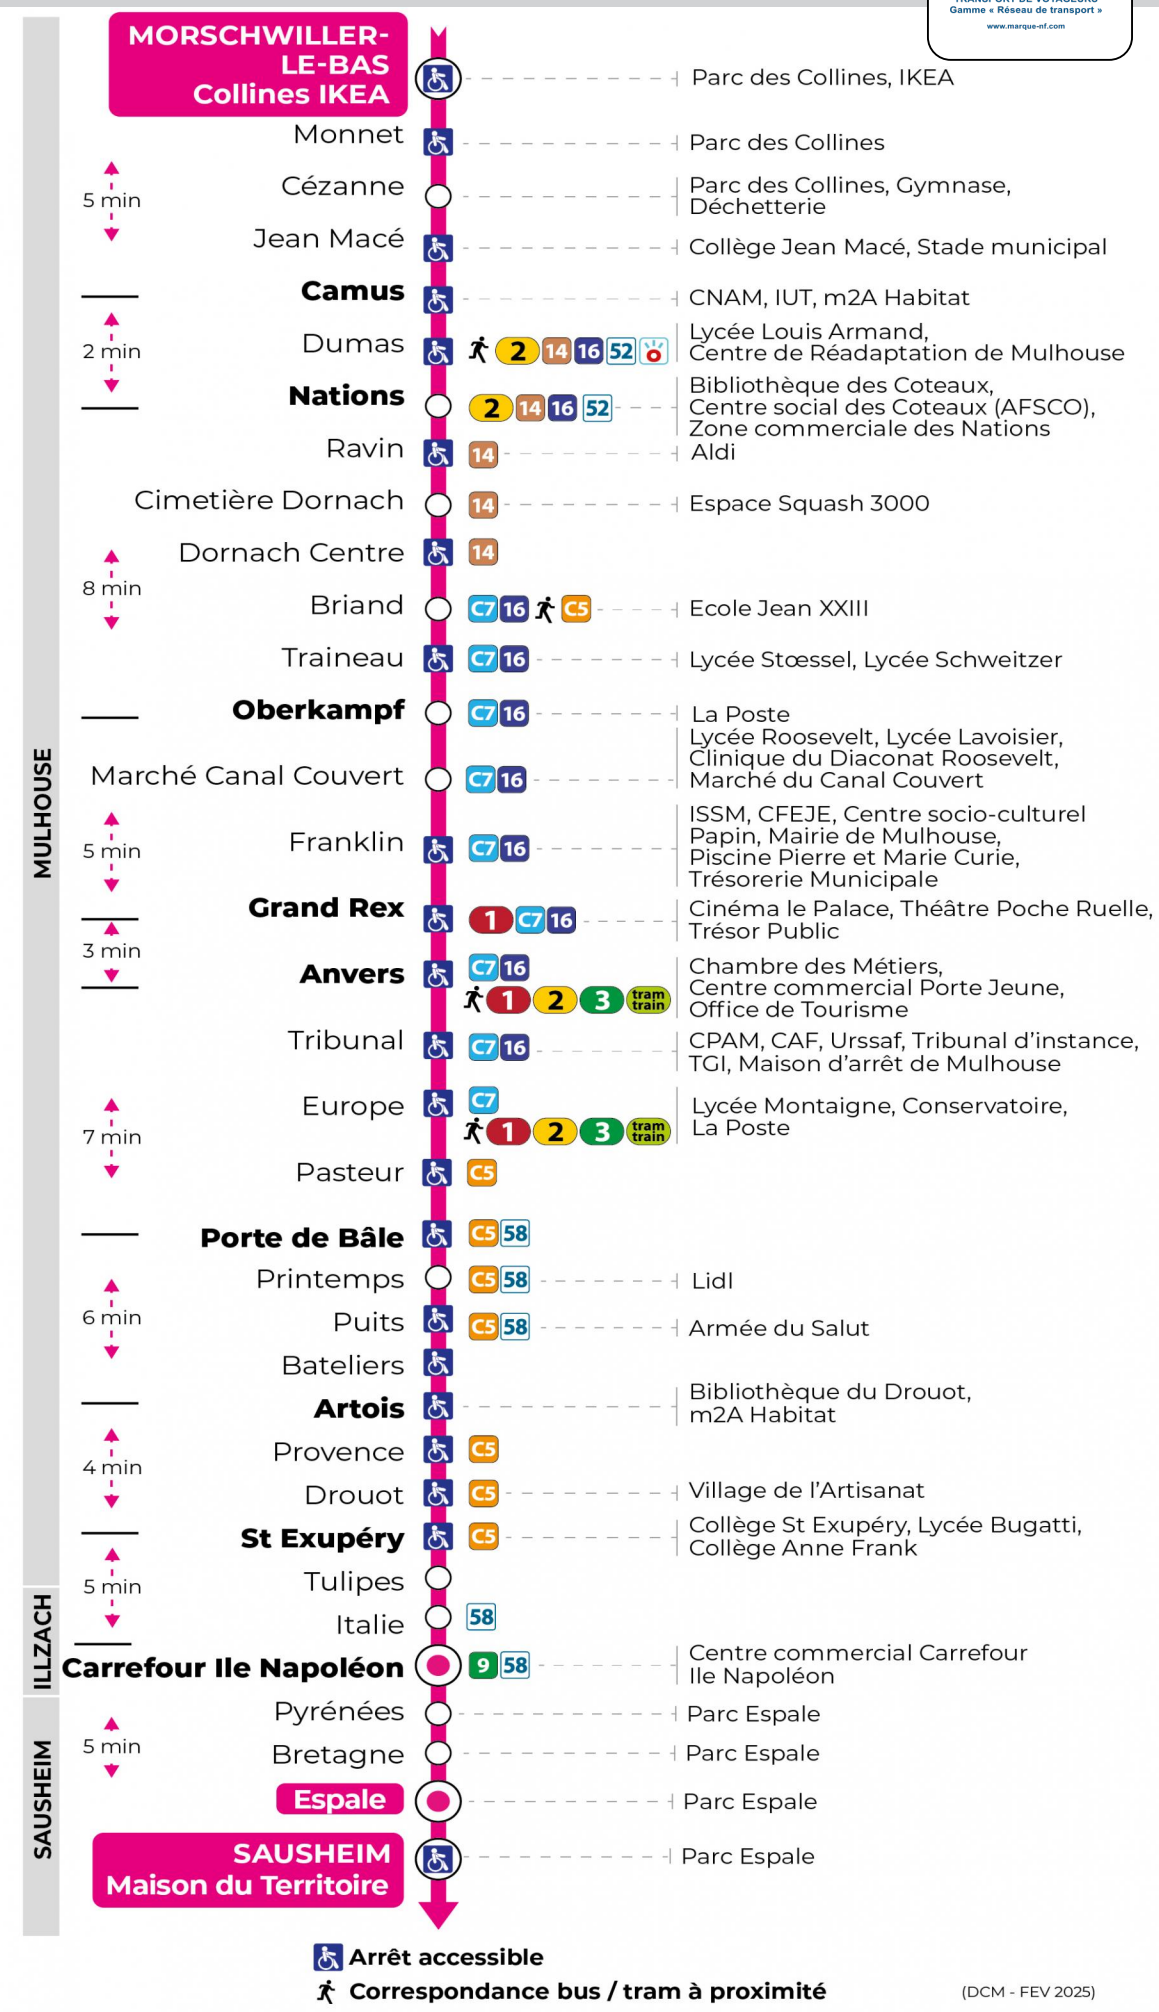 TRANSPORT DE VOYAGEURS
Gamme « Réseau de transport »
www.marque-nf.com
MORSCHWILLER-
LE-BAS
Collines IKEA
Parc des Collines, IKEA
Monnet
Parc des Collines
5 min
Cézanne
Parc des Collines, Gymnase,
Déchetterie
Jean Macé
Collège Jean Macé, Stade municipal
Camus
CNAM, IUT, m2A Habitat
2 min
Dumas
2 14 16 52
Lycée Louis Armand,
Centre de Réadaptation de Mulhouse
Nations
2 14 16 52
Bibliothèque des Coteaux,
Centre social des Coteaux (AFSCO),
Zone commerciale des Nations
Ravin
14
Aldi
Cimetière Dornach
14
Espace Squash 3000
Dornach Centre
14
8 min
Briand
C7 16 C5
Ecole Jean XXIII
Traineau
C7 16
Lycée Stœssel, Lycée Schweitzer
Oberkampf
C7 16
La Poste
MULHOUSE
Marché Canal Couvert
C7 16
Lycée Roosevelt, Lycée Lavoisier,
Clinique du Diaconat Roosevelt,
Marché du Canal Couvert
5 min
Franklin
C7 16
ISSM, CFEJE, Centre socio-culturel
Papin, Mairie de Mulhouse,
Piscine Pierre et Marie Curie,
Trésorerie Municipale
Grand Rex
1 C7 16
Cinéma le Palace, Théâtre Poche Ruelle,
Trésor Public
3 min
Anvers
C7 16
1 2 3 tram train
Chambre des Métiers,
Centre commercial Porte Jeune,
Office de Tourisme
Tribunal
C7 16
CPAM, CAF, Urssaf, Tribunal d’instance,
TGI, Maison d’arrêt de Mulhouse
7 min
Europe
C7
1 2 3 tram train
Lycée Montaigne, Conservatoire,
La Poste
Pasteur
C5
Porte de Bâle
C5 58
Printemps
C5 58
Lidl
6 min
Puits
C5 58
Armée du Salut
Bateliers
Artois
Bibliothèque du Drouot,
m2A Habitat
4 min
Provence
C5
Drouot
C5
Village de l’Artisanat
St Exupéry
C5
Collège St Exupéry, Lycée Bugatti,
Collège Anne Frank
5 min
Tulipes
ILLZACH
Italie
58
Carrefour Ile Napoléon
9 58
Centre commercial Carrefour
Ile Napoléon
Pyrénées
Parc Espale
5 min
SAUSHEIM
Bretagne
Parc Espale
Espale
Parc Espale
SAUSHEIM
Maison du Territoire
Parc Espale
Arrêt accessible
Correspondance bus / tram à proximité
(DCM - FEV 2025)